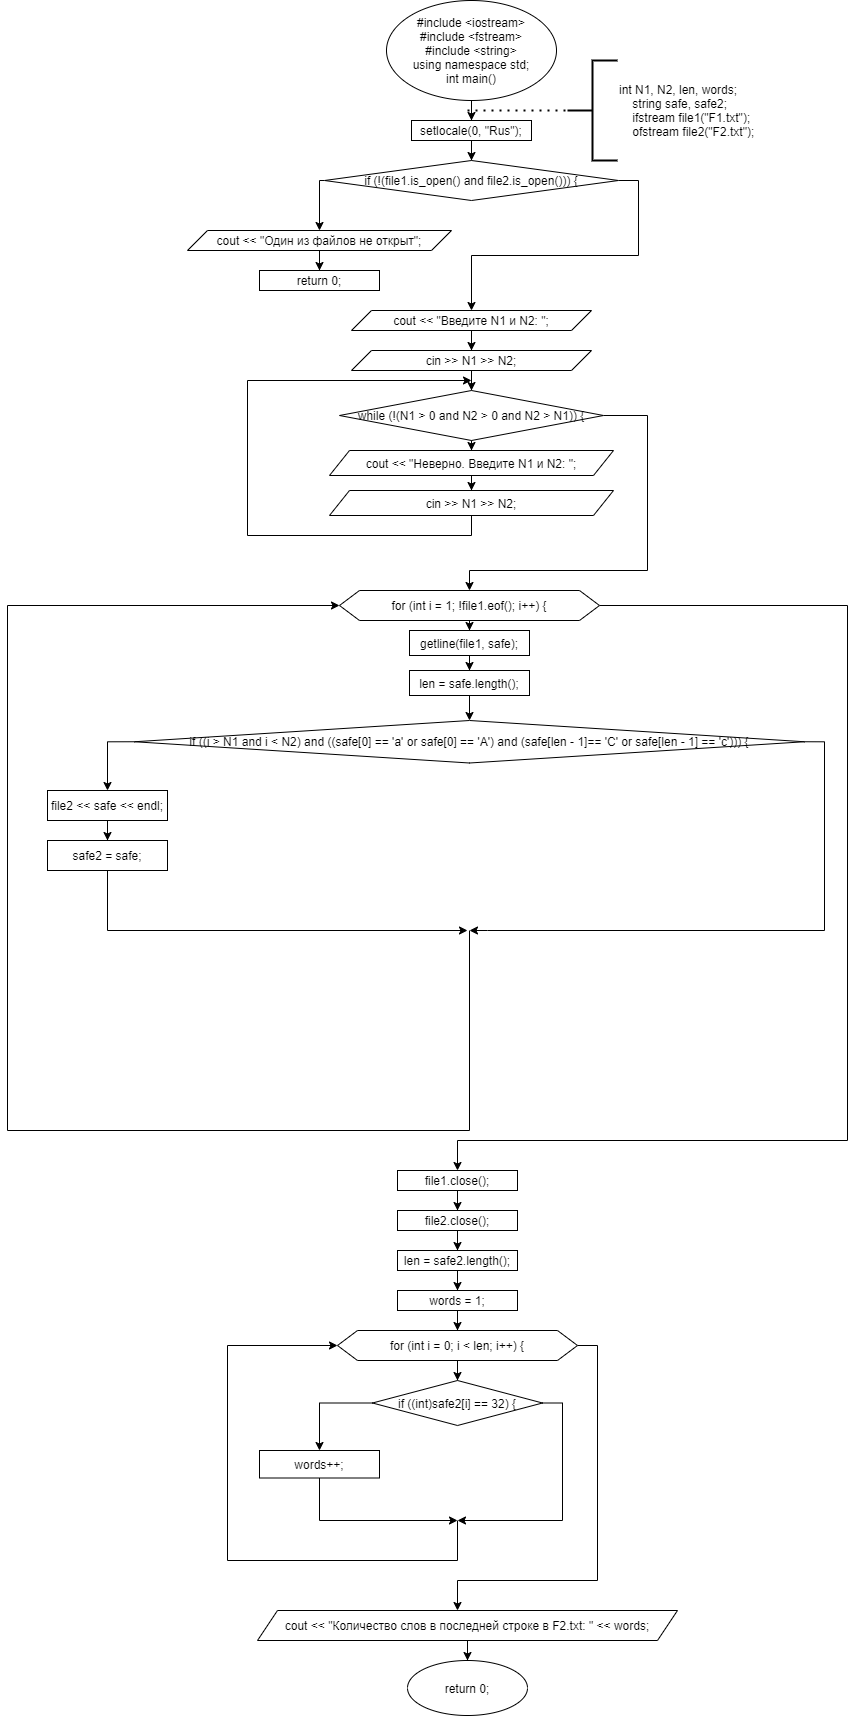 #include <iostream>
#include <fstream>
#include <string>
using namespace std;
int main()
int N1, N2, len, words;
string safe, safe2;
ifstream file1("F1.txt");
ofstream file2("F2.txt");
setlocale(0, "Rus");
if (!(file1.is_open() and file2.is_open())) {
cout << "Один из файлов не открыт";
return 0;
cout << "Введите N1 и N2: ";
cin >> N1 >> N2;
while (!(N1 > 0 and N2 > 0 and N2 > N1)) {
cout << "Неверно. Введите N1 и N2: ";
cin >> N1 >> N2;
for (int i = 1; !file1.eof(); i++) {
getline(file1, safe);
len = safe.length();
if ((i > N1 and i < N2) and ((safe[0] == 'a' or safe[0] == 'A') and (safe[len - 1]== 'C' or safe[len - 1] == 'c'))) {
file2 << safe << endl;
safe2 = safe;
file1.close();
file2.close();
len = safe2.length();
words = 1;
for (int i = 0; i < len; i++) {
if ((int)safe2[i] == 32) {
words++;
cout << "Количество слов в последней строке в F2.txt: " << words;
return 0;